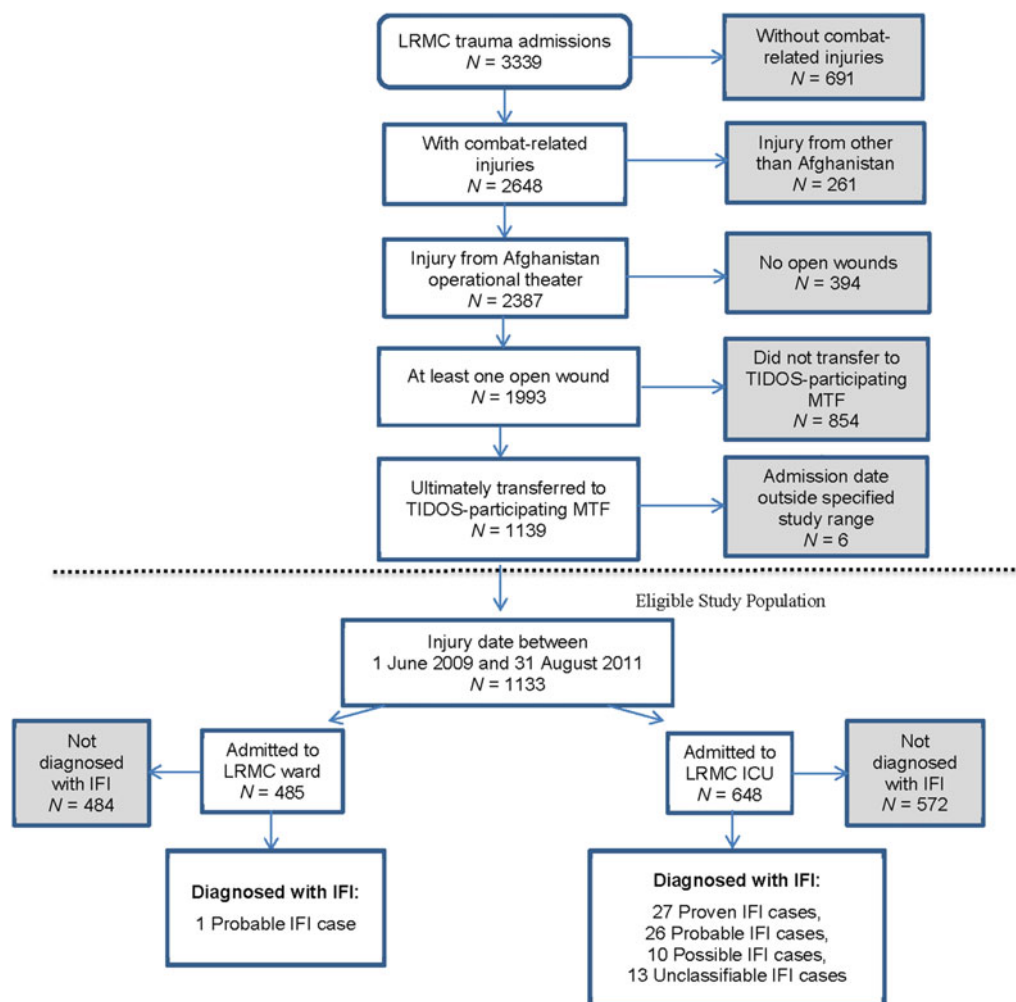 LRMC trauma admissions
N = 3339
Without combat-
related injuries
N = 691
With combat-related
injuries
N = 2648
Injury from other
than Afghanistan
N = 261
Injury from Afghanistan
operational theater
N = 2387
No open wounds
N = 394
At least one open wound
N = 1993
Did not transfer to
TIDOS-participating
MTF
N = 854
Ultimately transferred to
TIDOS-participating MTF
N = 1139
Admission date
outside specified
study range
N = 6
Eligible Study Population
Injury date between
1 June 2009 and 31 August 2011
N = 1133
Not
diagnosed
with IFI
N = 484
Admitted to
LRMC ward
N = 485
Admitted to
LRMC ICU
N = 648
Not
diagnosed
with IFI
N = 572
Diagnosed with IFI:
1 Probable IFI case
Diagnosed with IFI:
27 Proven IFI cases,
26 Probable IFI cases,
10 Possible IFI cases,
13 Unclassifiable IFI cases